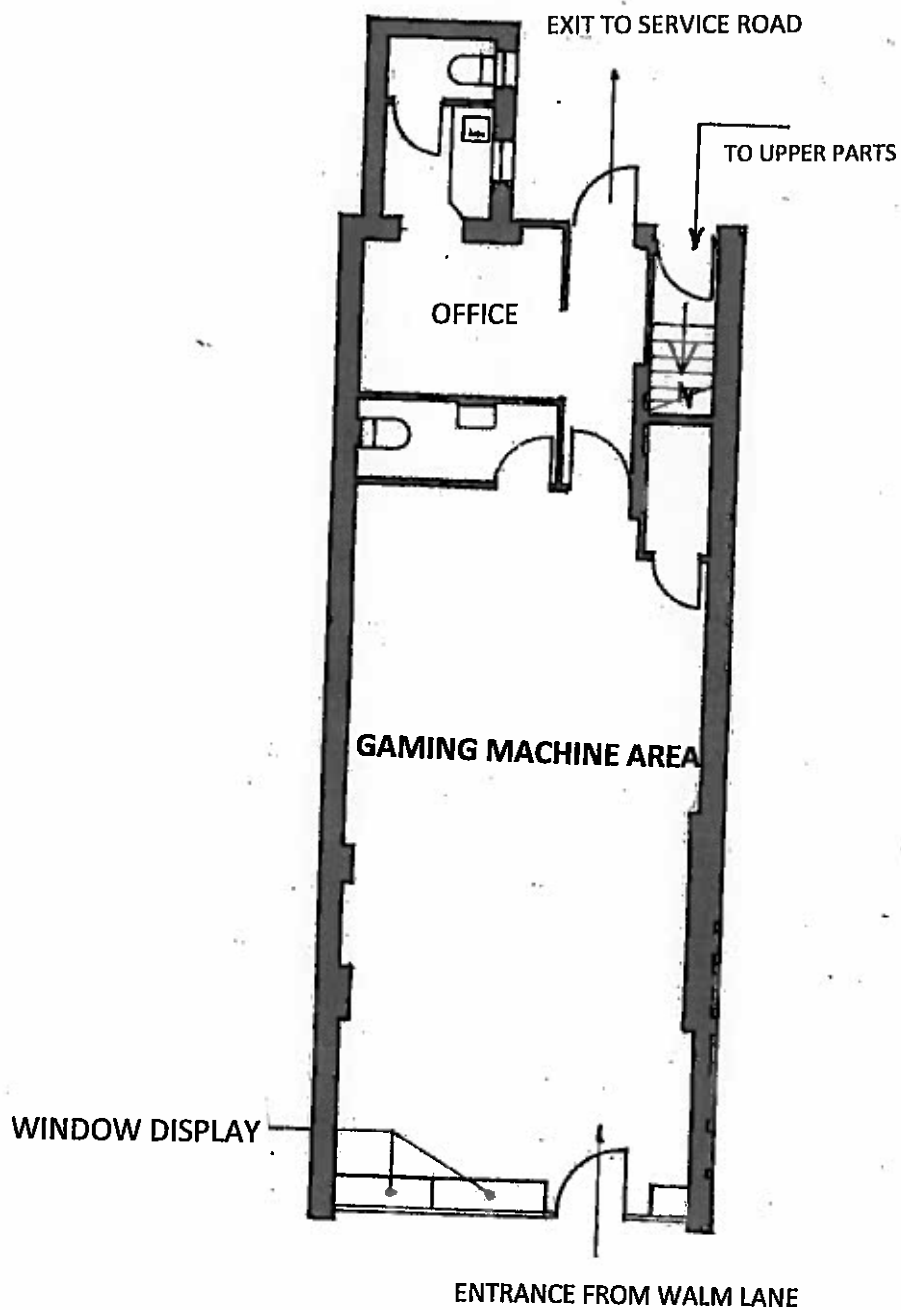 EXIT TO SERVICE ROAD
TO UPPER PARTS
OFFICE
GAMING MACHINE AREA
WINDOW DISPLAY
ENTRANCE FROM WALM LANE